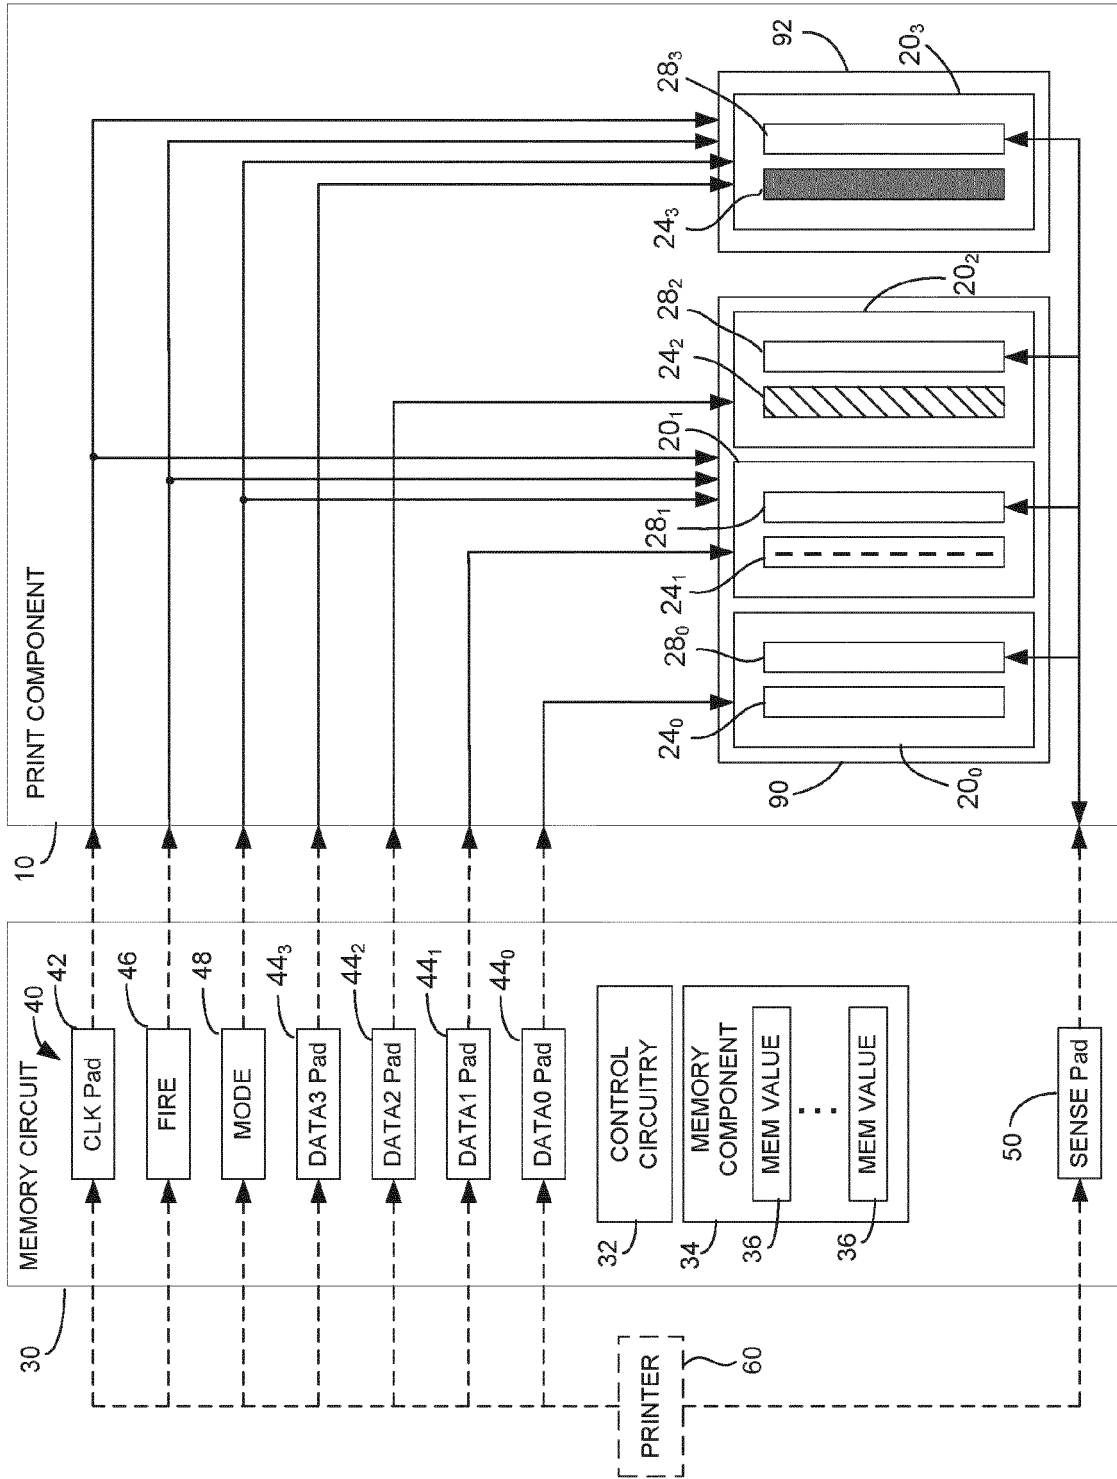 MEMORY CIRCUIT
30
40
CLK Pad
42
FIRE
46
MODE
48
DATA3 Pad
44₃
DATA2 Pad
44₂
DATA1 Pad
44₁
DATA0 Pad
44₀
CONTROL
CIRCUITRY
32
MEMORY
COMPONENT
34
MEM VALUE
36
...
MEM VALUE
36
SENSE Pad
50
PRINTER
60
PRINT COMPONENT
10
90
20₀
24₀
28₀
20₁
24₁
28₁
20₂
24₂
28₂
92
20₃
24₃
28₃